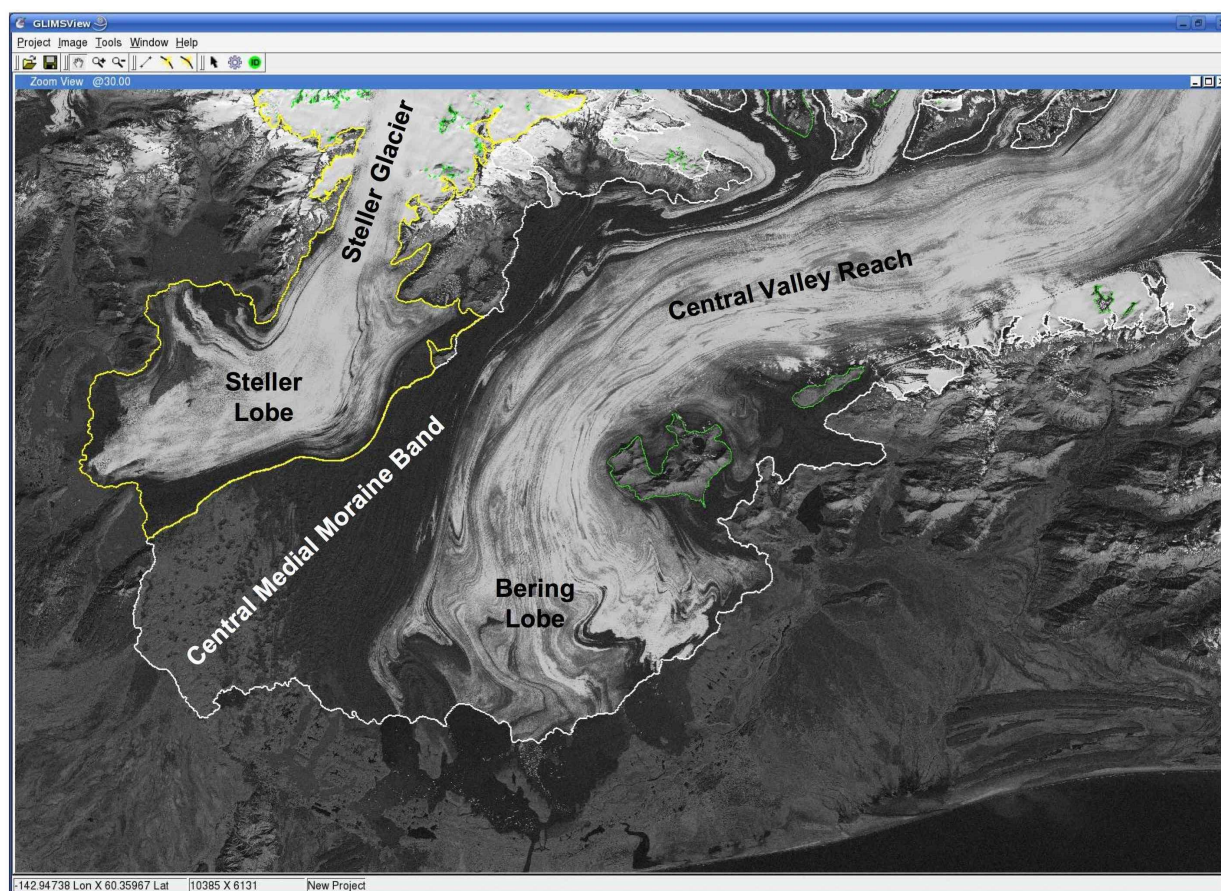 GLIMSView
Project Image Tools Window Help
ID
Zoom View @30.00
Steller Glacier
Central Valley Reach
Steller
Lobe
Central Medial Moraine Band
Bering
Lobe
-142.94738 Lon X 60.35967 Lat 10385 X 6131 New Project